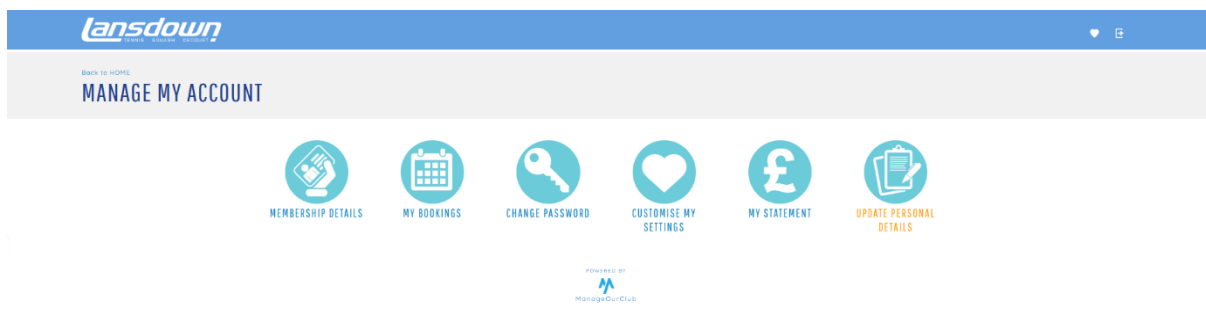 Lansdown
TENNIS SQUASH CROQUET
Back to HOME
MANAGE MY ACCOUNT
MEMBERSHIP DETAILS
MY BOOKINGS
CHANGE PASSWORD
CUSTOMISE MY
SETTINGS
MY STATEMENT
UPDATE PERSONAL
DETAILS
POWERED BY
ManageOurClub